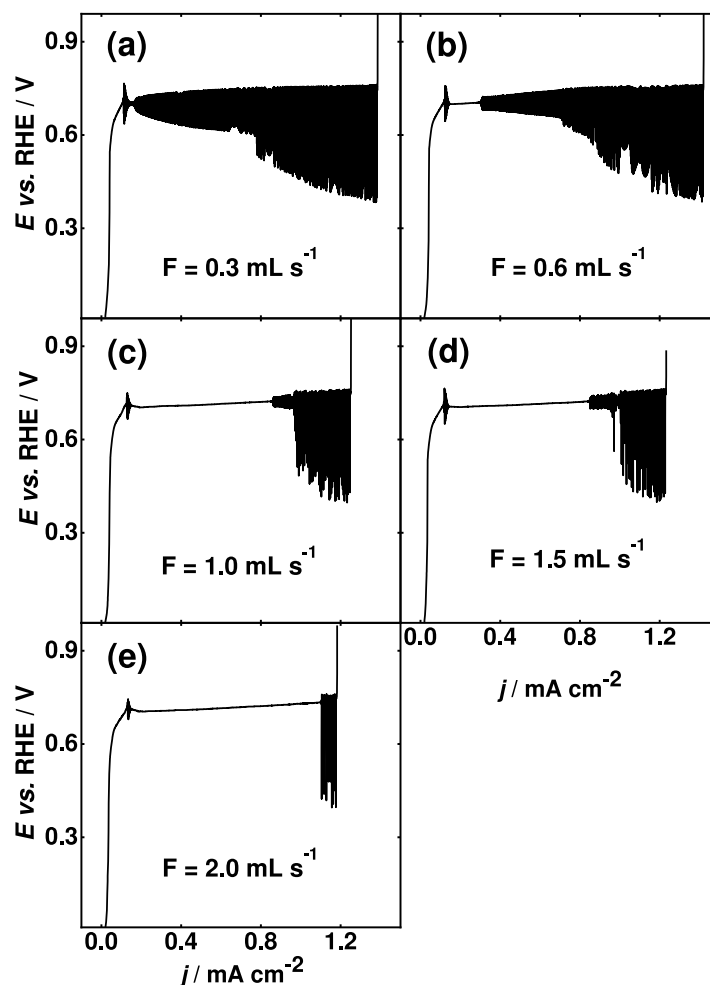 (a)
(b)
0.9
0.6
0.3
E vs. RHE / V
F = 0.3 mL s-1
F = 0.6 mL s-1
(c)
(d)
0.9
0.6
0.3
E vs. RHE / V
F = 1.0 mL s-1
F = 1.5 mL s-1
0.0 0.4 0.8 1.2
j / mA cm-2
(e)
0.9
0.6
0.3
E vs. RHE / V
F = 2.0 mL s-1
0.0 0.4 0.8 1.2
j / mA cm-2